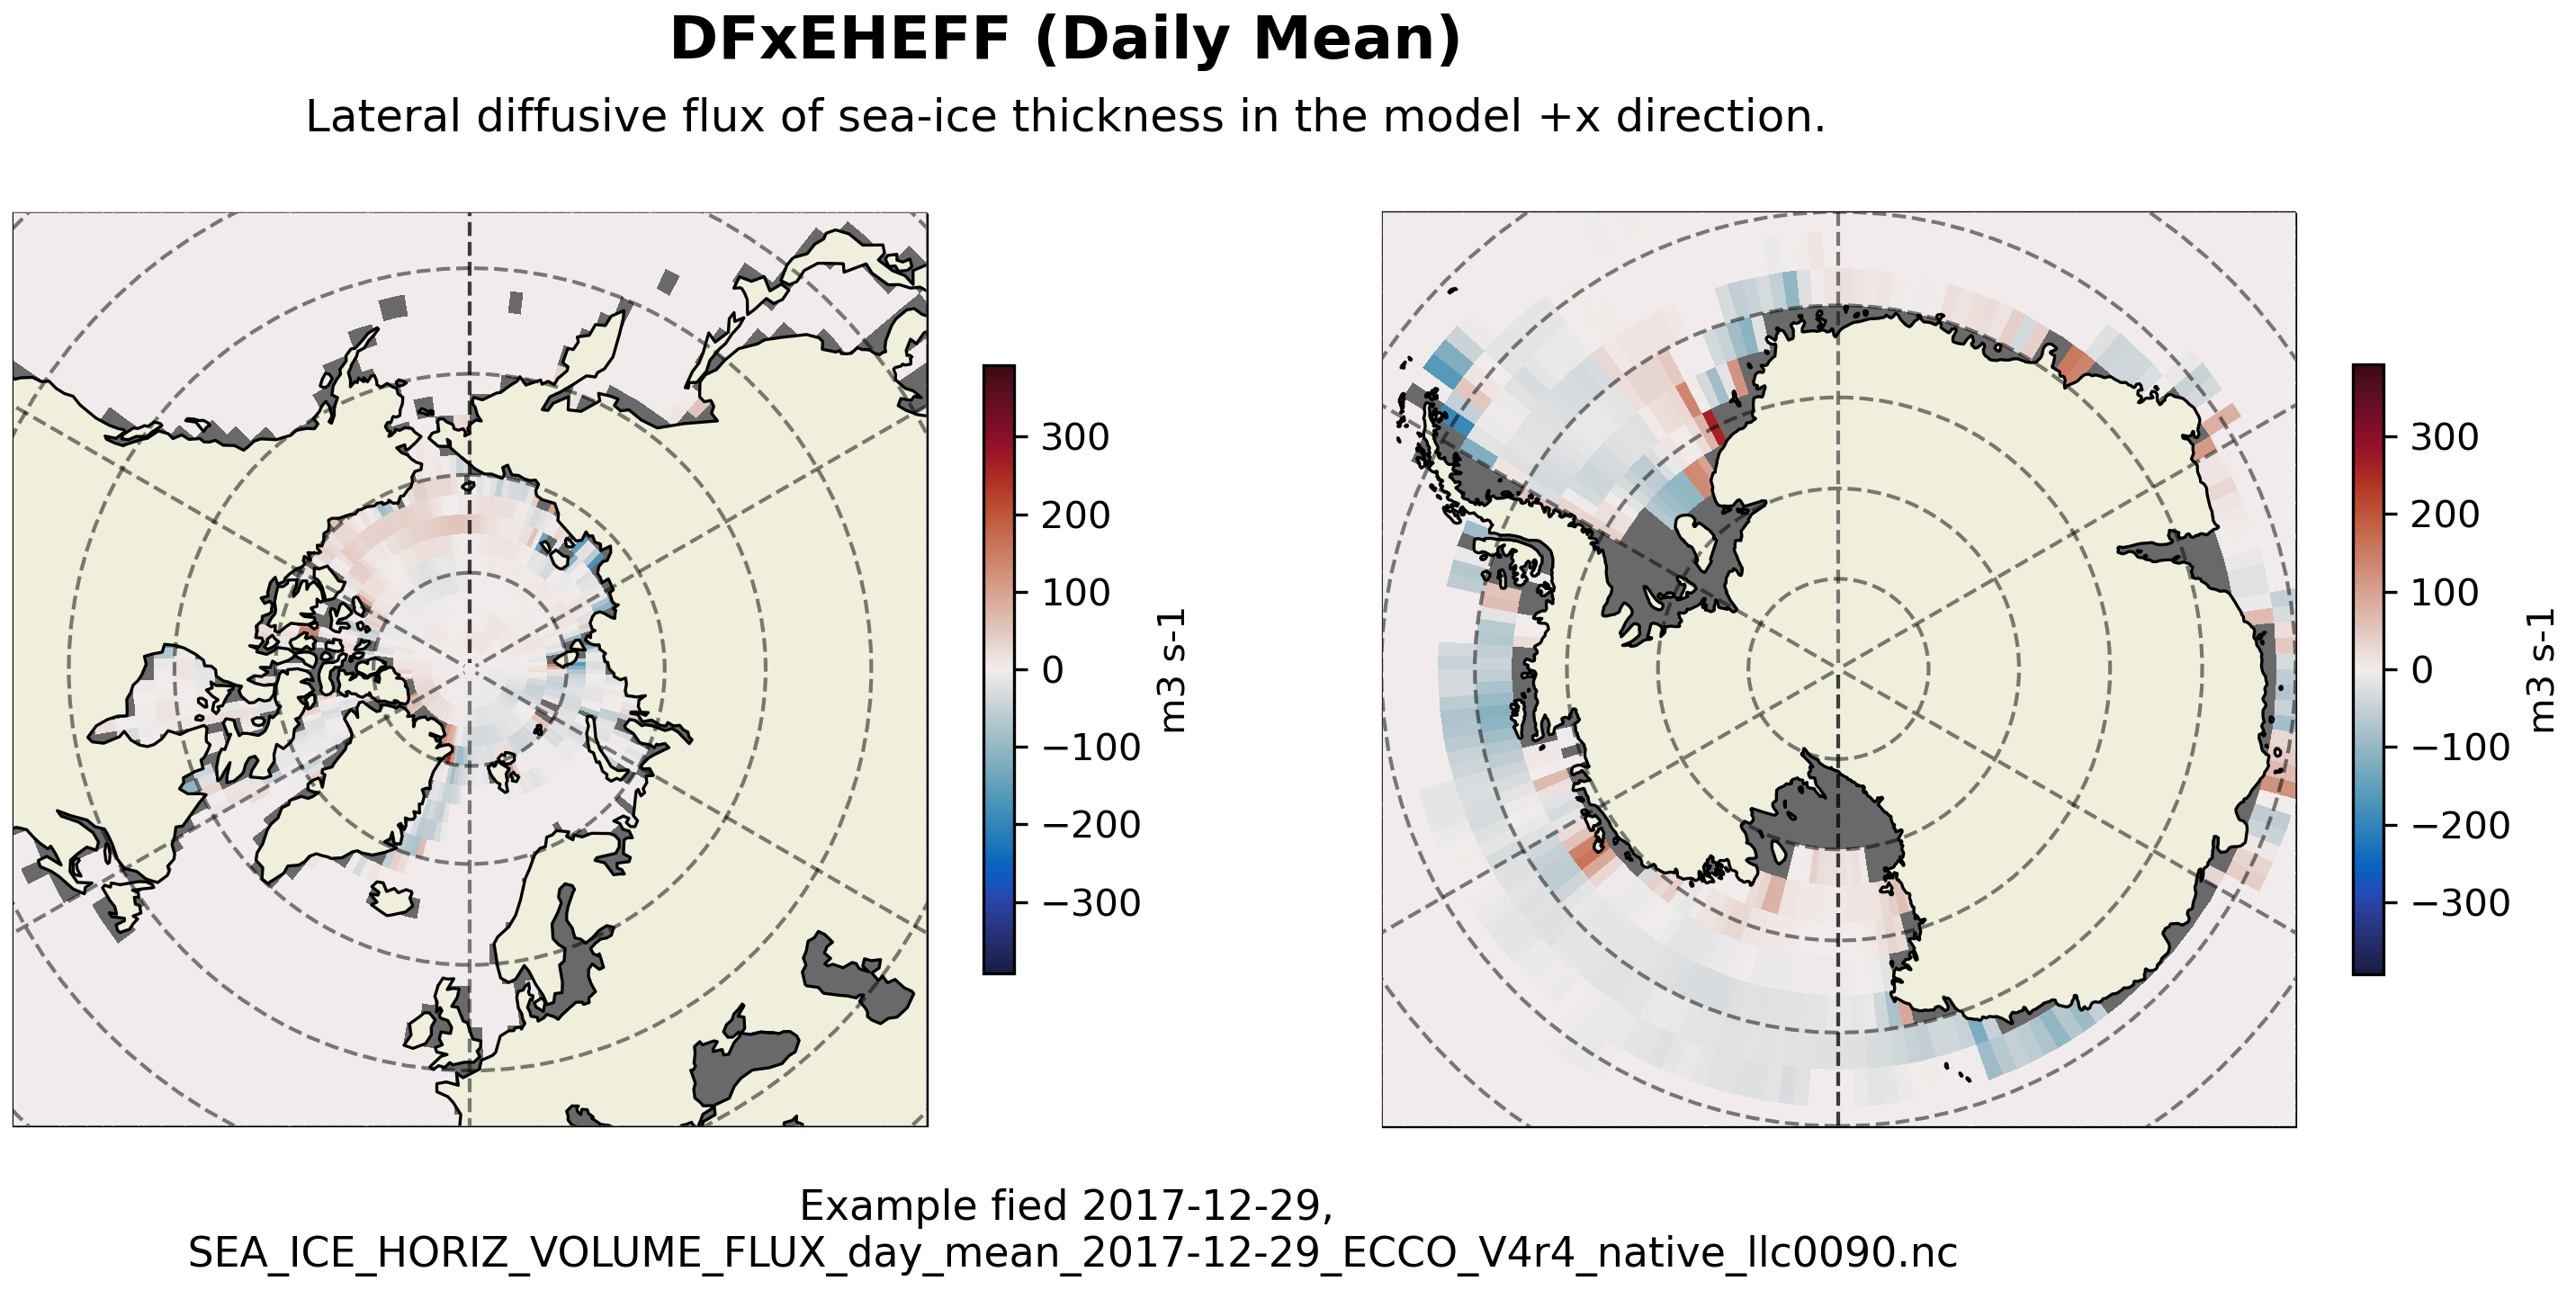 DFxEHEFF (Daily Mean)
Lateral diffusive flux of sea-ice thickness in the model +x direction.
300
200
100
0
−100
−200
−300
m3 s-1
300
200
100
0
−100
−200
−300
m3 s-1
Example fied 2017-12-29,
SEA_ICE_HORIZ_VOLUME_FLUX_day_mean_2017-12-29_ECCO_V4r4_native_llc0090.nc